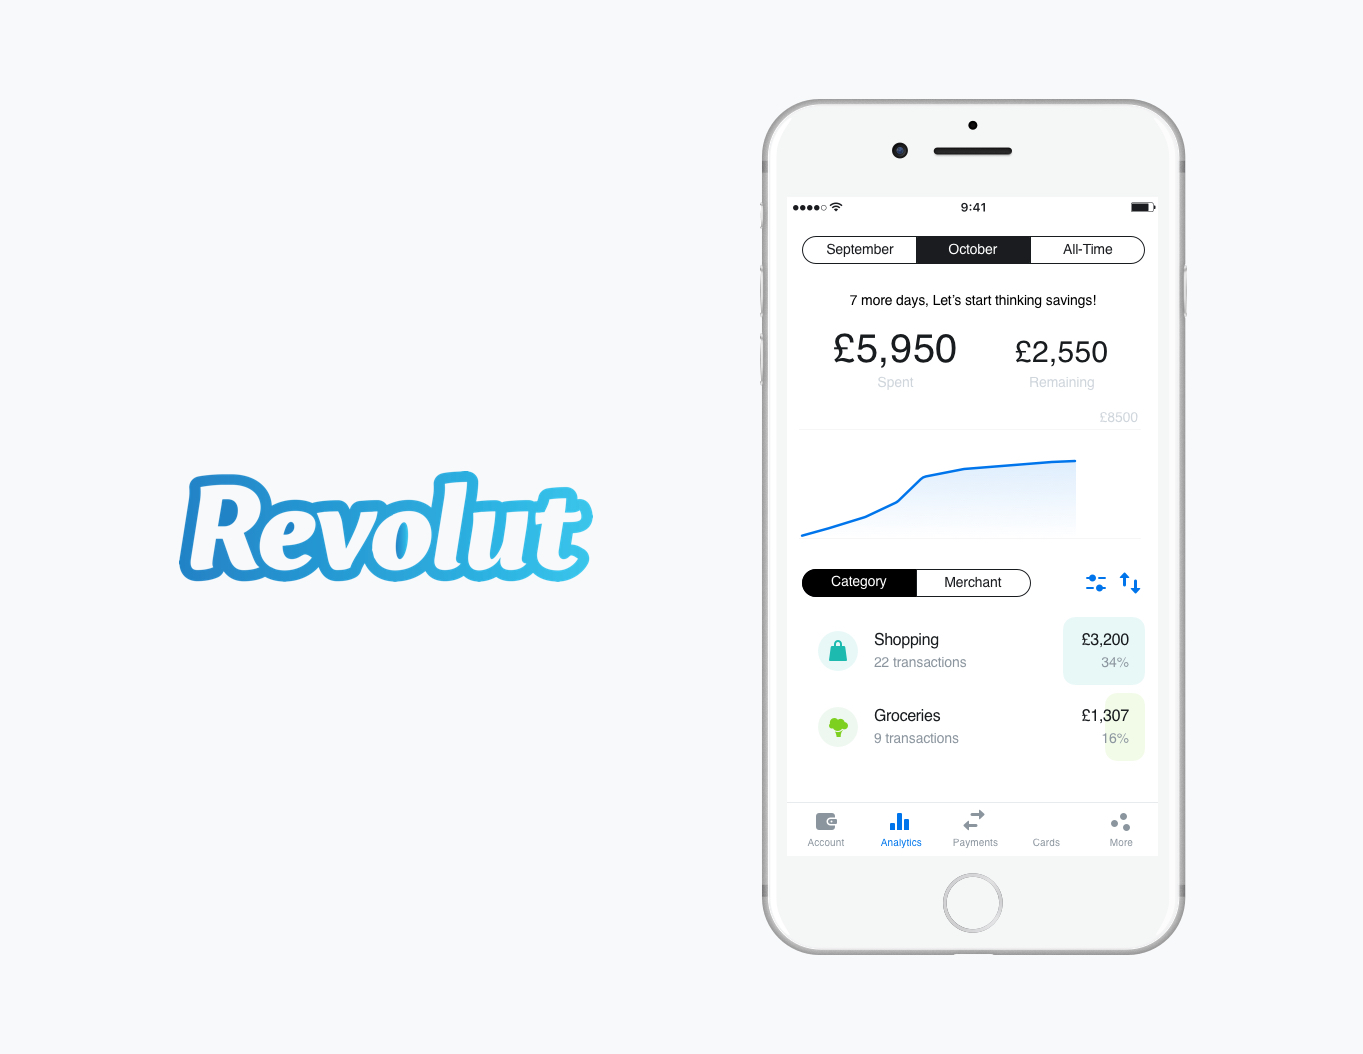 Revolut
9:41
September October All-Time
7 more days, Let’s start thinking savings!
£5,950 £2,550
Spent Remaining
£8500
Category Merchant
Shopping £3,200
22 transactions 34%
Groceries £1,307
9 transactions 16%
Account Analytics Payments Cards More